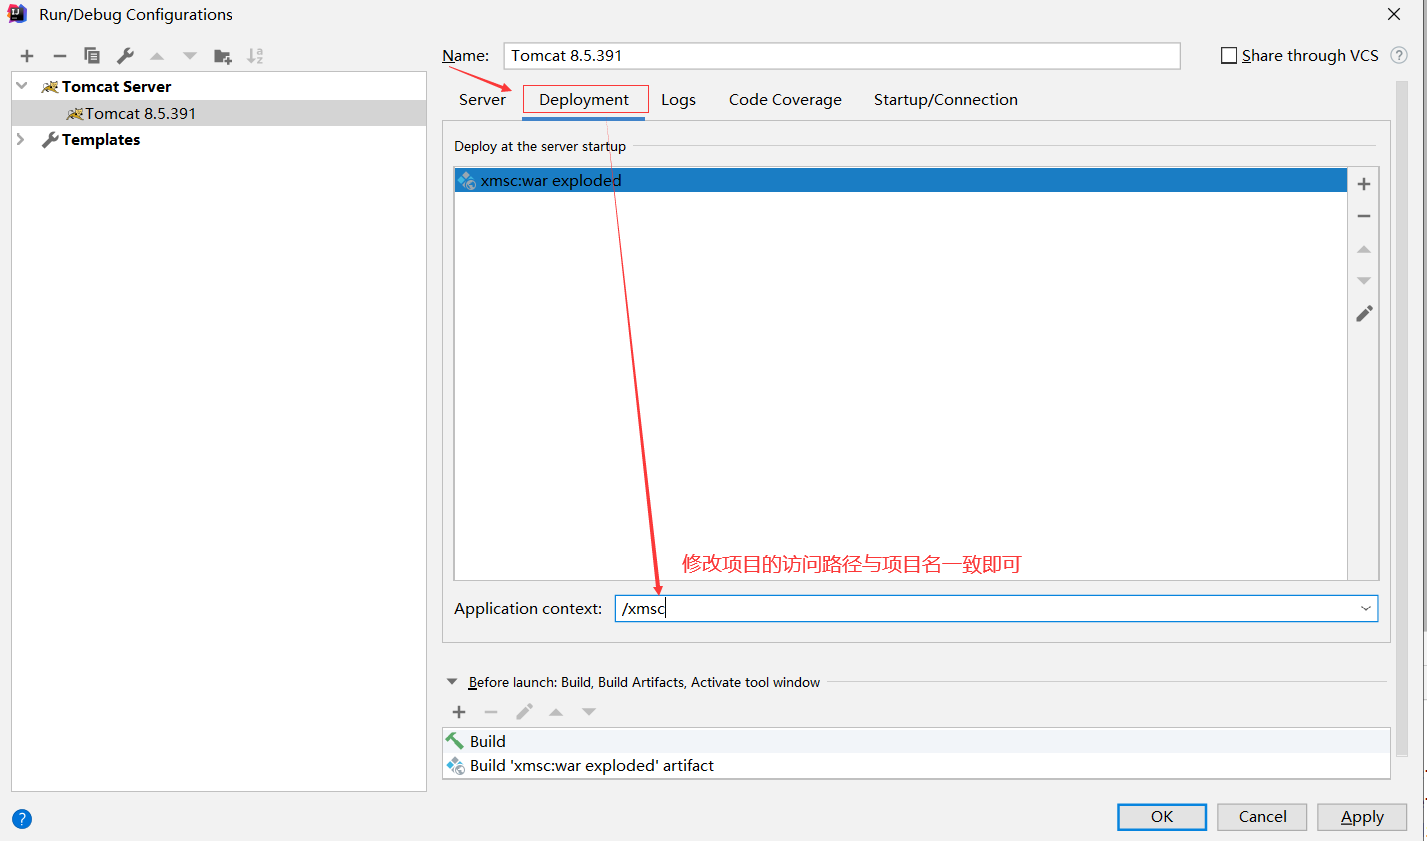 Run/Debug Configurations
Name: Tomcat 8.5.391 Share through VCS ?
Tomcat Server
Tomcat 8.5.391
Templates
Server Deployment Logs Code Coverage Startup/Connection
Deploy at the server startup
xmsc:war exploded
修改项目的访问路径与项目名一致即可
Application context: /xmsc
Before launch: Build, Build Artifacts, Activate tool window
Build
Build 'xmsc:war exploded' artifact
? OK Cancel Apply